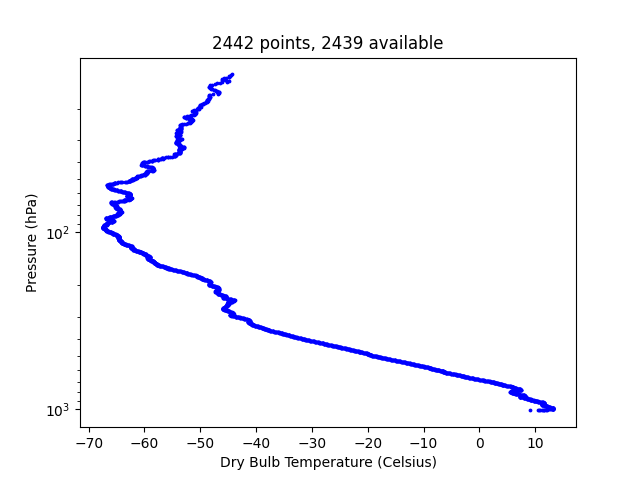 2442 points, 2439 available
Pressure (hPa)
10²
10³
−70 −60 −50 −40 −30 −20 −10 0 10
Dry Bulb Temperature (Celsius)